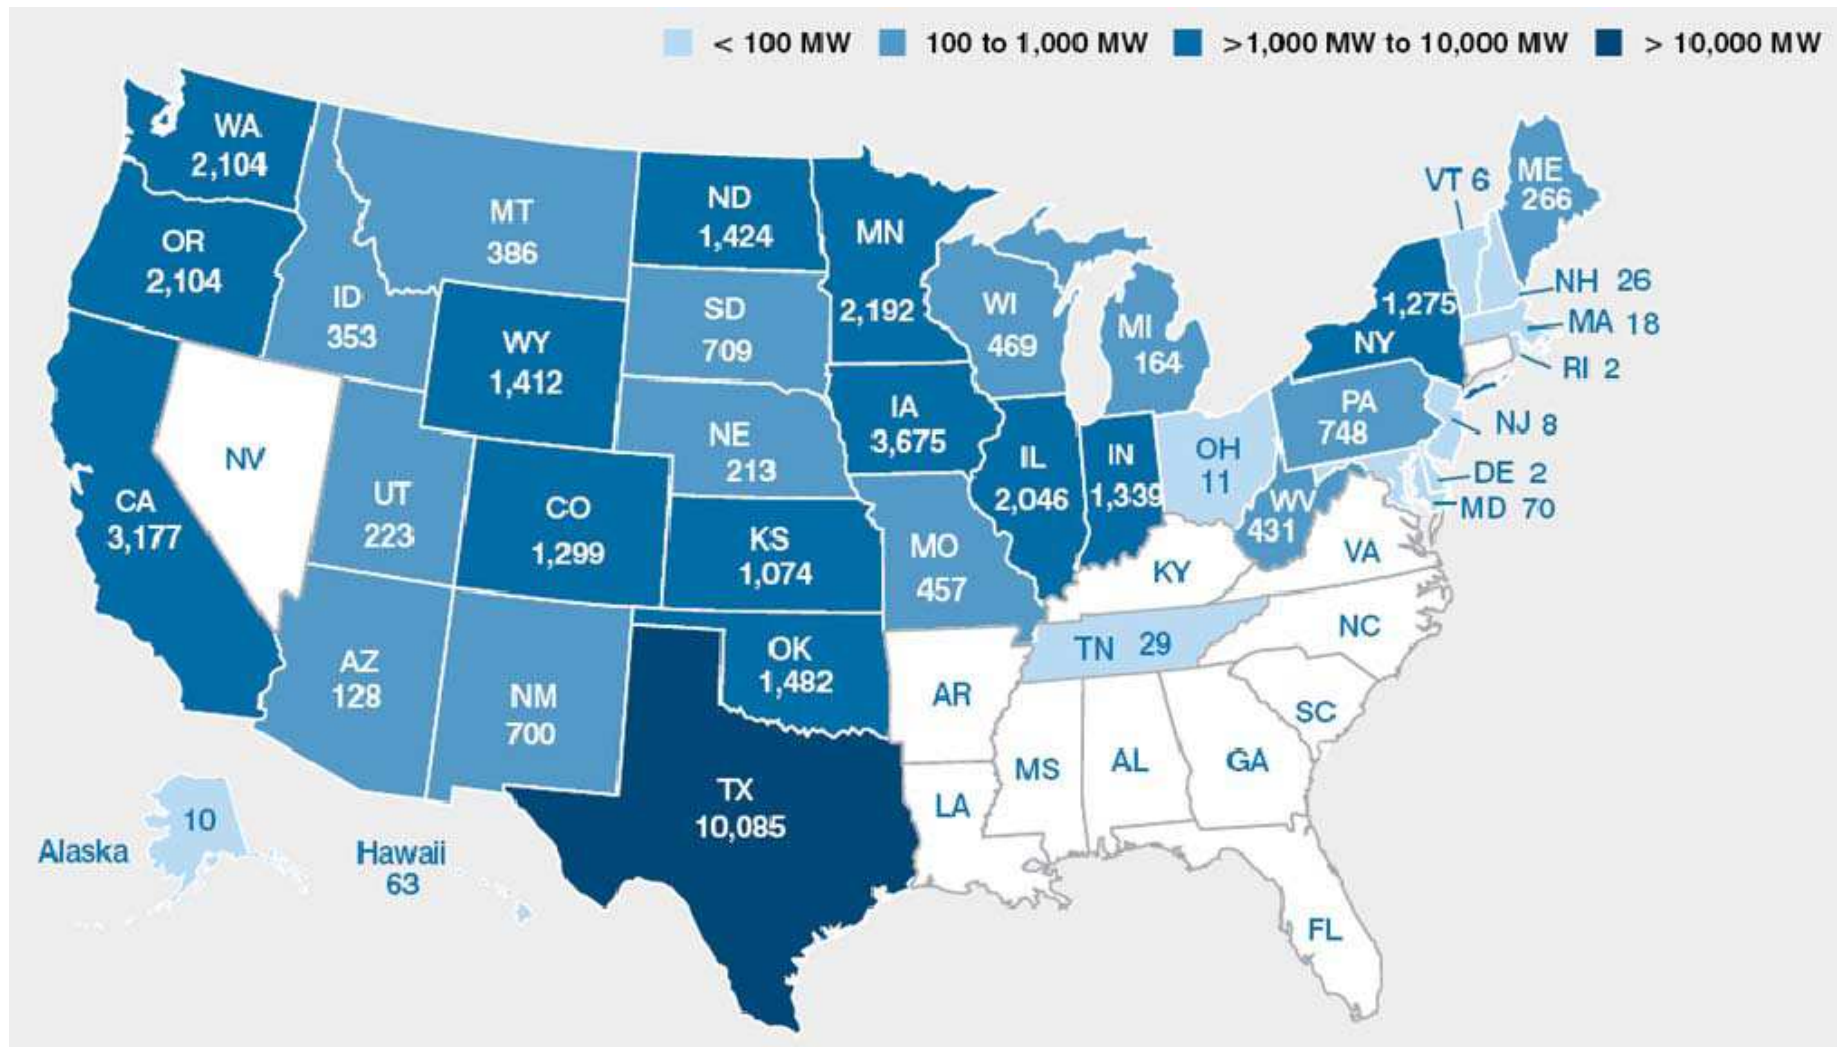 < 100 MW 100 to 1,000 MW >1,000 MW to 10,000 MW > 10,000 MW
WA
2,104
OR
2,104
CA
3,177
NV
ID
353
MT
386
WY
1,412
UT
223
CO
1,299
AZ
128
NM
700
ND
1,424
SD
709
NE
213
KS
1,074
OK
1,482
TX
10,085
MN
2,192
IA
3,675
MO
457
AR
LA
WI
469
IL
2,046
MI
164
IN
1,339
OH
11
KY
TN 29
MS
AL
GA
FL
SC
NC
VA
WV
431
PA
748
1,275
NY
VT 6
ME
266
NH 26
MA 18
RI 2
NJ 8
DE 2
MD 70
Alaska
10
Hawaii
63